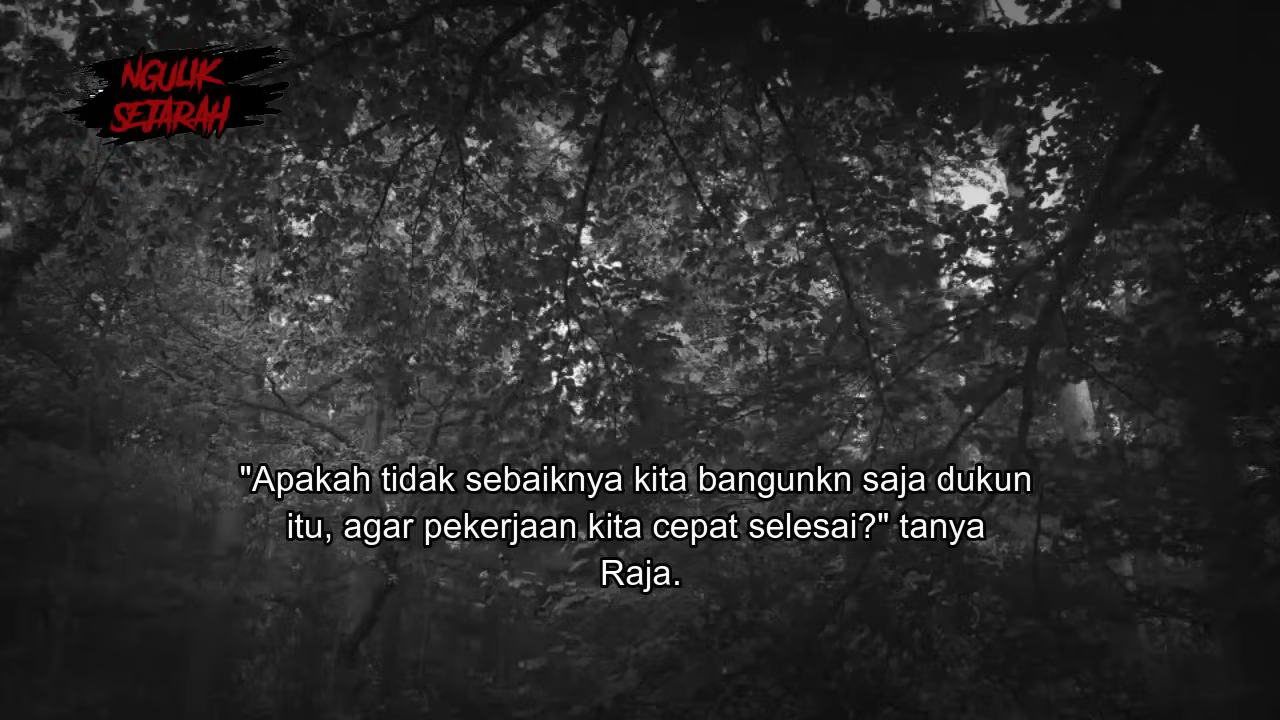 NGULIK
SEJARAH
"Apakah tidak sebaiknya kita bangunkn saja dukun
itu, agar pekerjaan kita cepat selesai?" tanya
Raja.